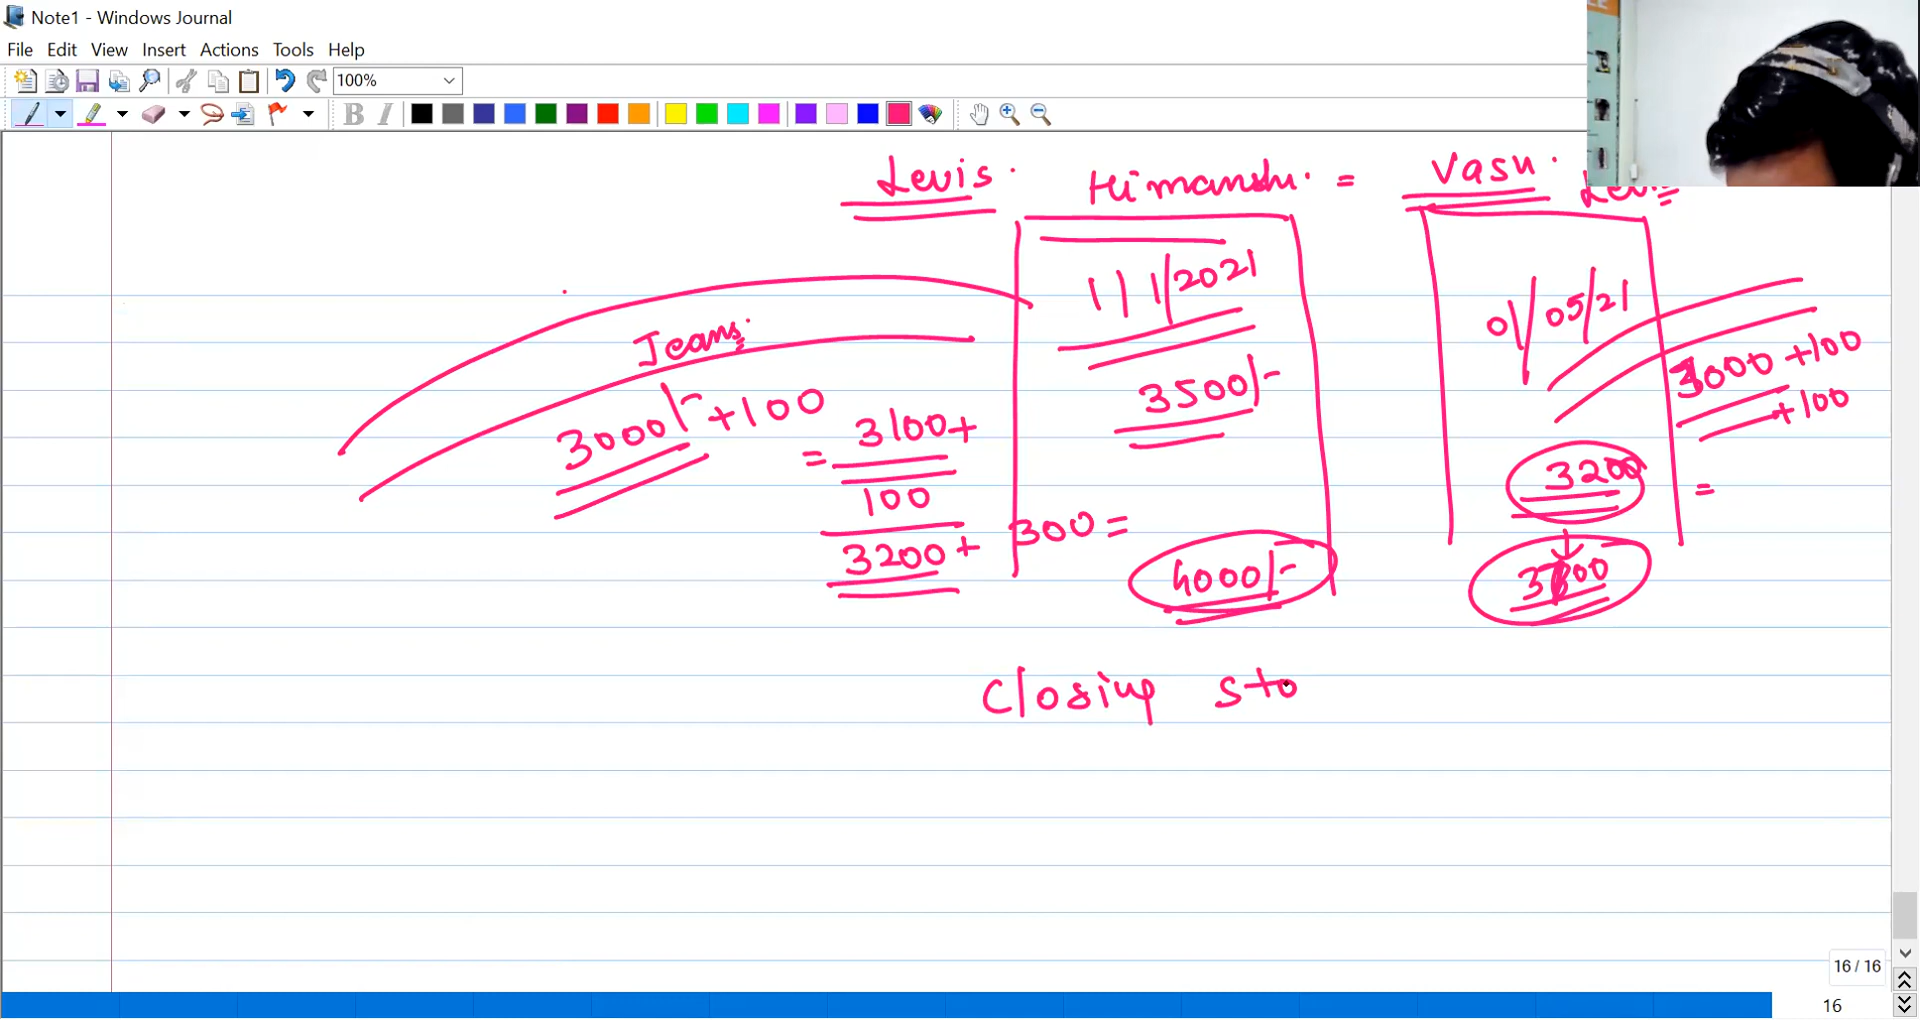 Note1 - Windows Journal
File Edit View Insert Actions Tools Help
100%
Levis. Himanshu. = Vasu. Levis
1/1/2021
01/05/21
Jeans.
3000/- +100
3500/-
3000 +100
+100
= 3100+
100
3200+ 300=
3200 =
4000/-
Closing sto
16 / 16
16